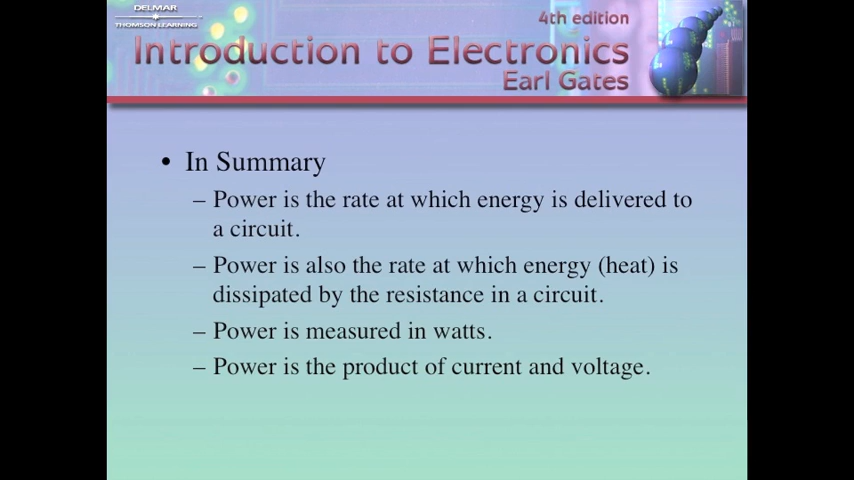 DELMAR
THOMSON LEARNING
4th edition
Introduction to Electronics
Earl Gates
• In Summary
– Power is the rate at which energy is delivered to
a circuit.
– Power is also the rate at which energy (heat) is
dissipated by the resistance in a circuit.
– Power is measured in watts.
– Power is the product of current and voltage.